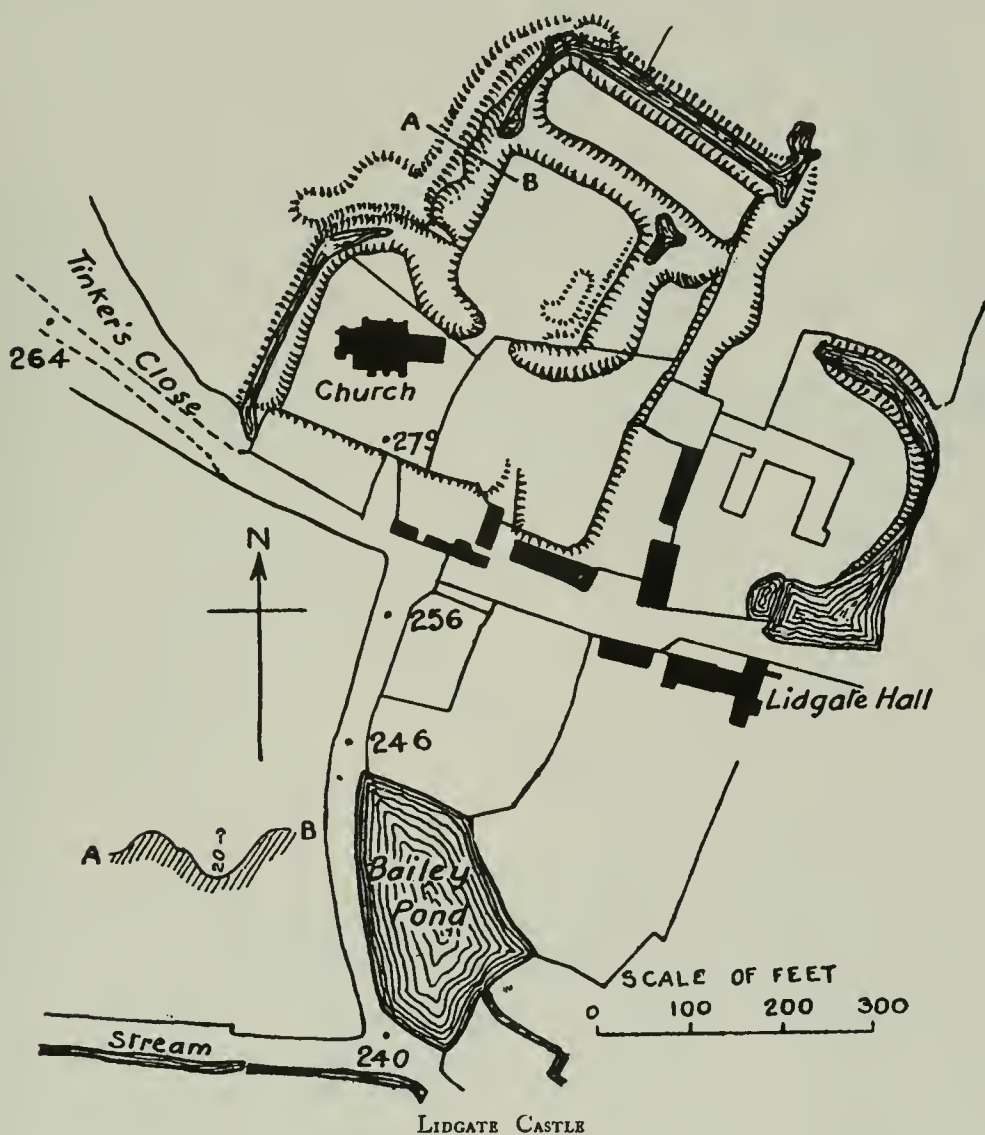 A
B
Tinker's Close
264
Church
279
N
256
Lidgate Hall
246
A
20
B
Bailey
Pond
SCALE OF FEET
0 100 200 300
Stream
240
LIDGATE CASTLE